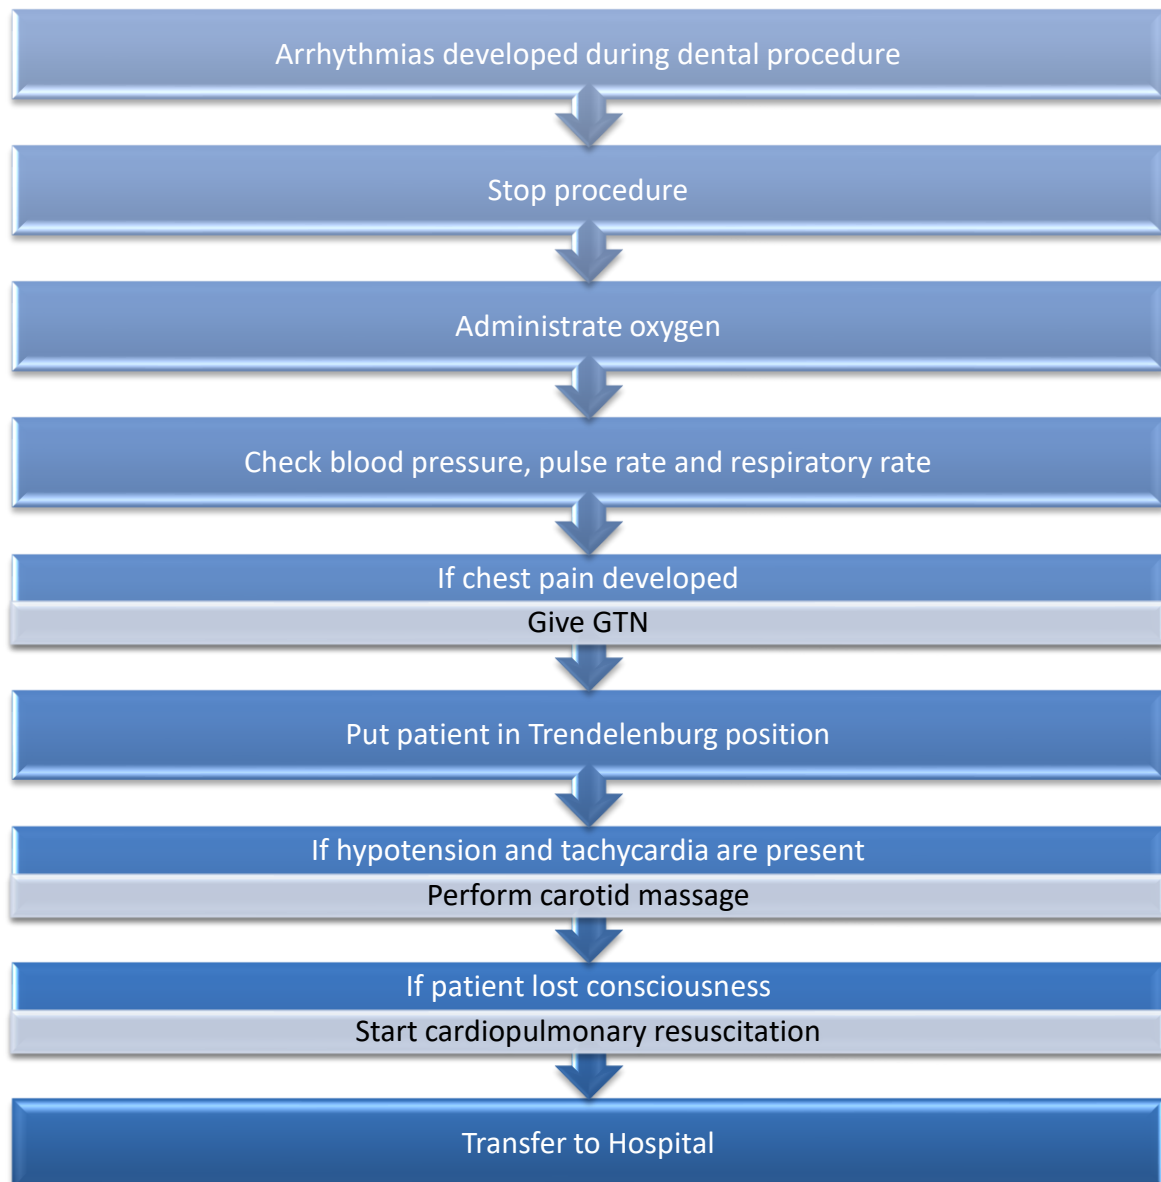 Arrhythmias developed during dental procedure
Stop procedure
Administrate oxygen
Check blood pressure, pulse rate and respiratory rate
If chest pain developed
Give GTN
Put patient in Trendelenburg position
If hypotension and tachycardia are present
Perform carotid massage
If patient lost consciousness
Start cardiopulmonary resuscitation
Transfer to Hospital